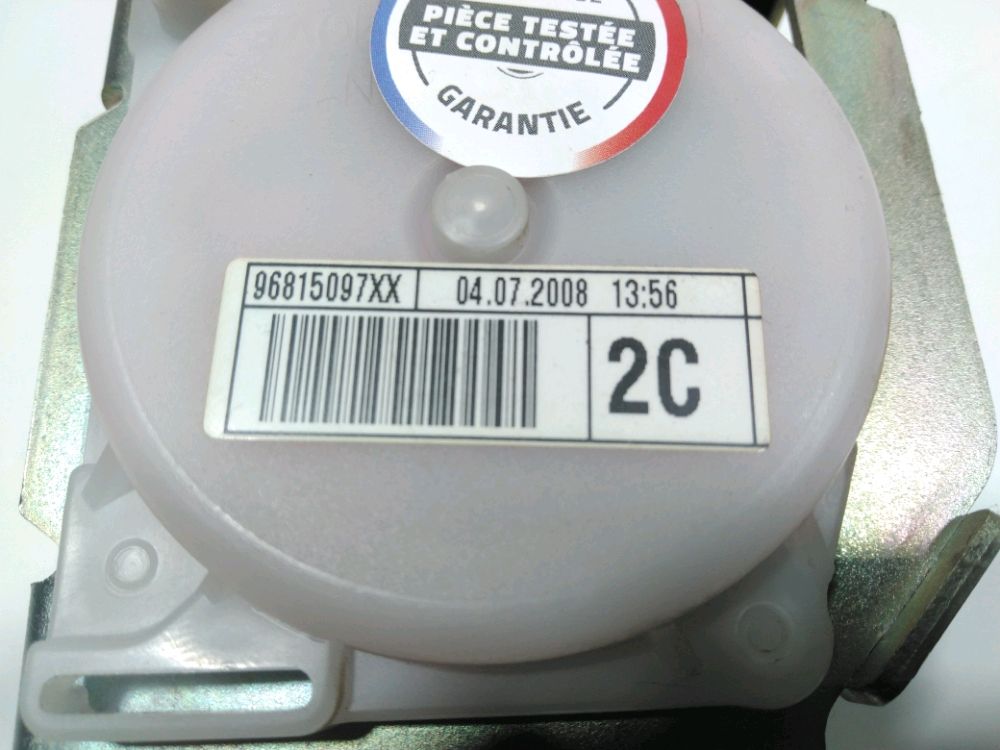 PIÈCE TESTÉE
ET CONTRÔLÉE
GARANTIE
96815097XX 04.07.2008 13:56
2C